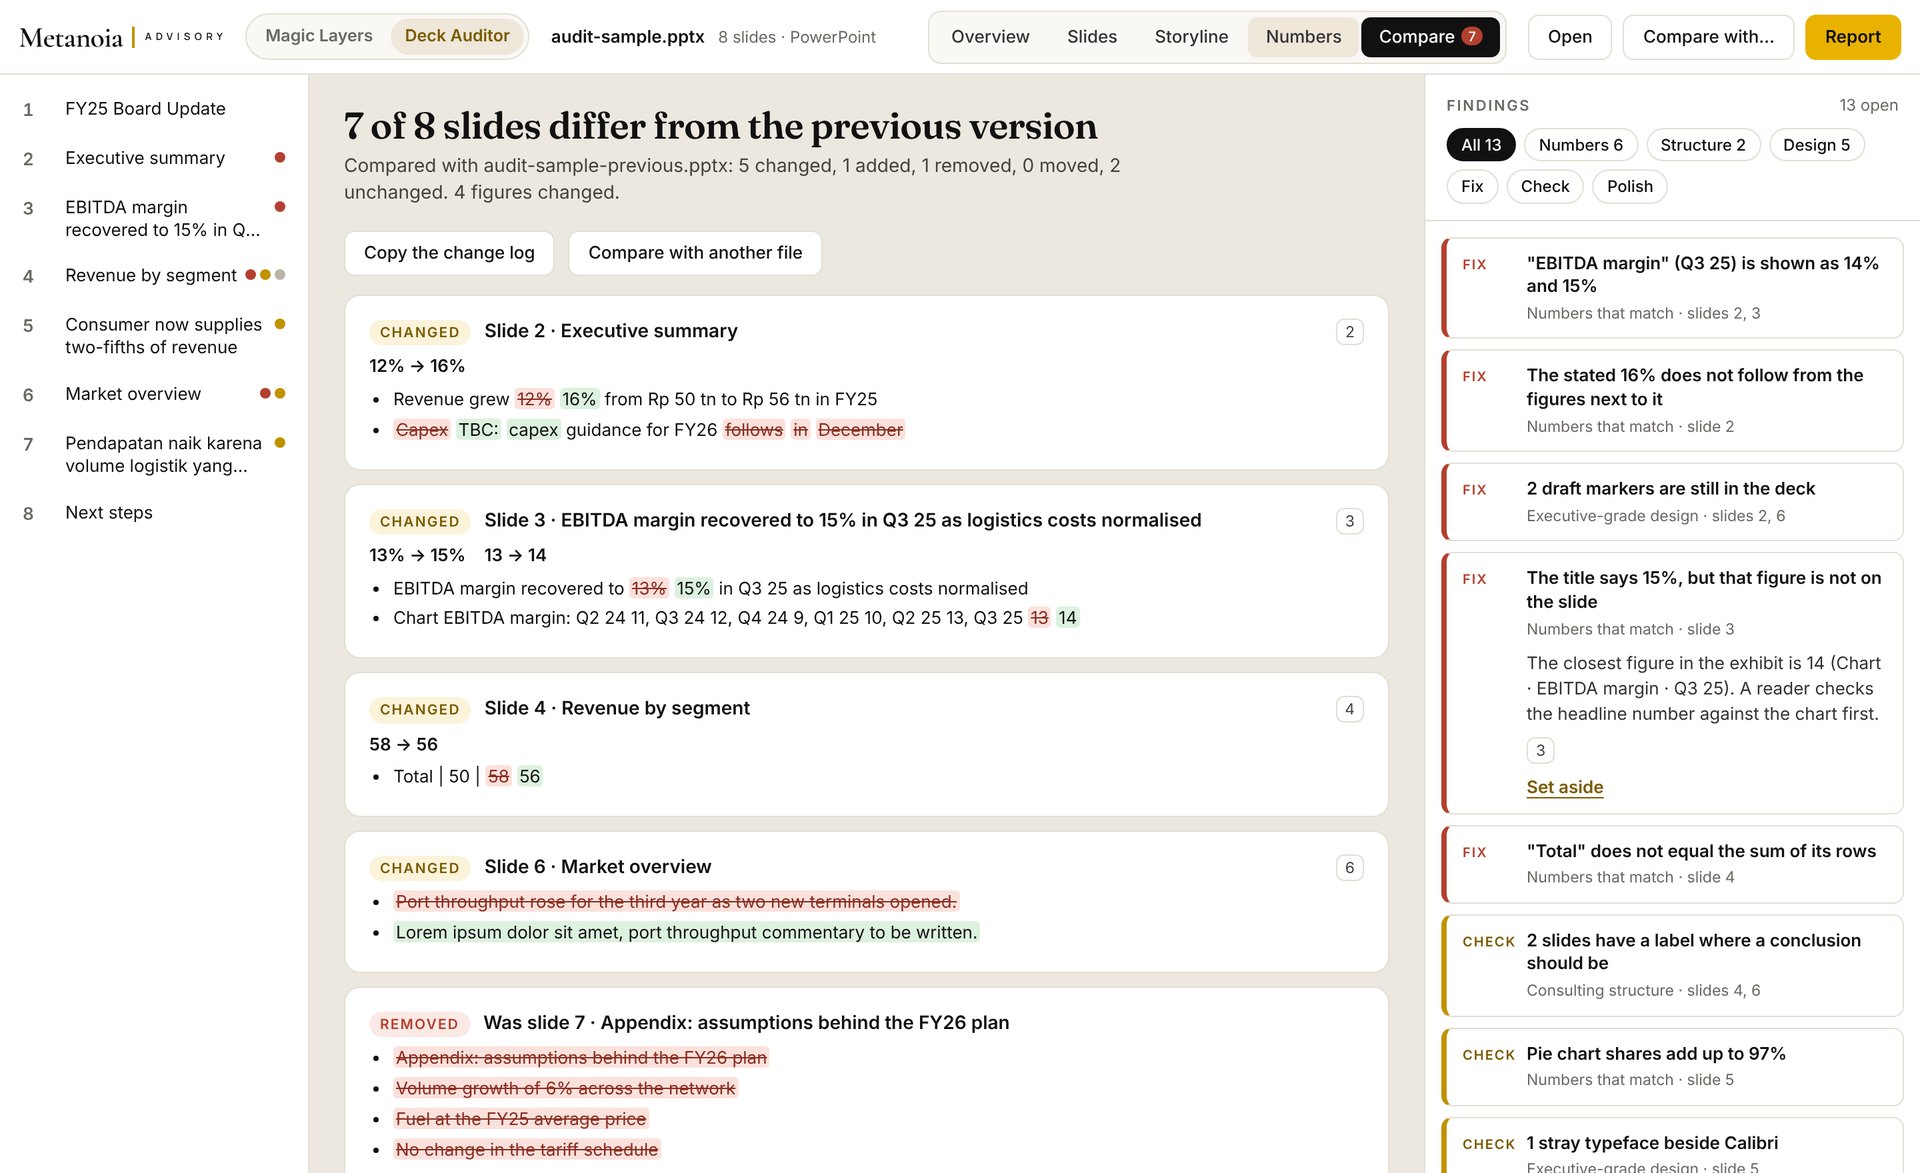 Metanoia | ADVISORY
Magic Layers
Deck Auditor
audit-sample.pptx
8 slides · PowerPoint
Overview
Slides
Storyline
Numbers
Compare 7
Open
Compare with...
Report
1 FY25 Board Update
2 Executive summary
3 EBITDA margin
recovered to 15% in Q...
4 Revenue by segment
5 Consumer now supplies
two-fifths of revenue
6 Market overview
7 Pendapatan naik karena
volume logistik yang...
8 Next steps
7 of 8 slides differ from the previous version
Compared with audit-sample-previous.pptx: 5 changed, 1 added, 1 removed, 0 moved, 2
unchanged. 4 figures changed.
Copy the change log
Compare with another file
CHANGED Slide 2 · Executive summary 2
12% → 16%
• Revenue grew 12% 16% from Rp 50 tn to Rp 56 tn in FY25
• Capex TBC: capex guidance for FY26 follows in December
CHANGED Slide 3 · EBITDA margin recovered to 15% in Q3 25 as logistics costs normalised 3
13% → 15% 13 → 14
• EBITDA margin recovered to 13% 15% in Q3 25 as logistics costs normalised
• Chart EBITDA margin: Q2 24 11, Q3 24 12, Q4 24 9, Q1 25 10, Q2 25 13, Q3 25 13 14
CHANGED Slide 4 · Revenue by segment 4
58 → 56
• Total | 50 | 58 56
CHANGED Slide 6 · Market overview 6
• Port throughput rose for the third year as two new terminals opened.
• Lorem ipsum dolor sit amet, port throughput commentary to be written.
REMOVED Was slide 7 · Appendix: assumptions behind the FY26 plan
• Appendix: assumptions behind the FY26 plan
• Volume growth of 6% across the network
• Fuel at the FY25 average price
• No change in the tariff schedule
FINDINGS 13 open
All 13 Numbers 6 Structure 2 Design 5
Fix Check Polish
FIX "EBITDA margin" (Q3 25) is shown as 14%
and 15%
Numbers that match · slides 2, 3
FIX The stated 16% does not follow from the
figures next to it
Numbers that match · slide 2
FIX 2 draft markers are still in the deck
Executive-grade design · slides 2, 6
FIX The title says 15%, but that figure is not on
the slide
Numbers that match · slide 3
The closest figure in the exhibit is 14 (Chart
· EBITDA margin · Q3 25). A reader checks
the headline number against the chart first.
3
Set aside
FIX "Total" does not equal the sum of its rows
Numbers that match · slide 4
CHECK 2 slides have a label where a conclusion
should be
Consulting structure · slides 4, 6
CHECK Pie chart shares add up to 97%
Numbers that match · slide 5
CHECK 1 stray typeface beside Calibri
Executive-grade design · slide 5